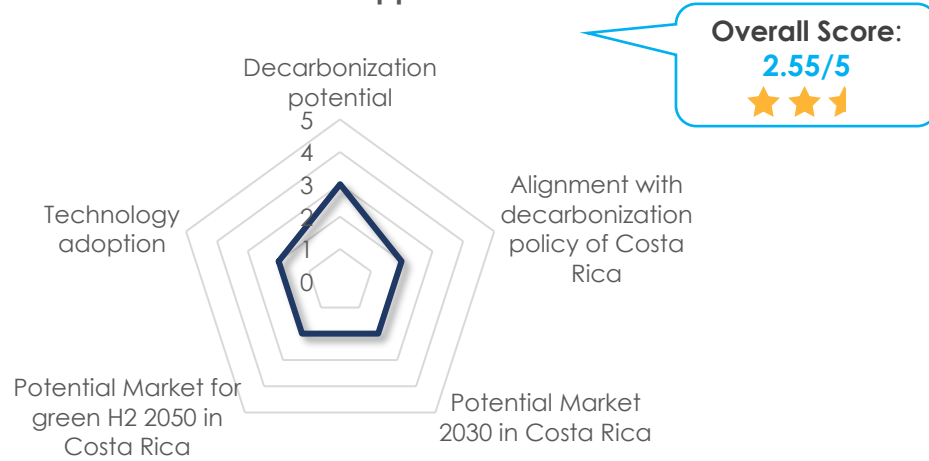 Overall Score:
2.55/5
Decarbonization
potential
5
4
3
2
1
0
Alignment with
decarbonization
policy of Costa
Rica
Technology
adoption
Potential Market for
green H2 2050 in
Costa Rica
Potential Market
2030 in Costa Rica